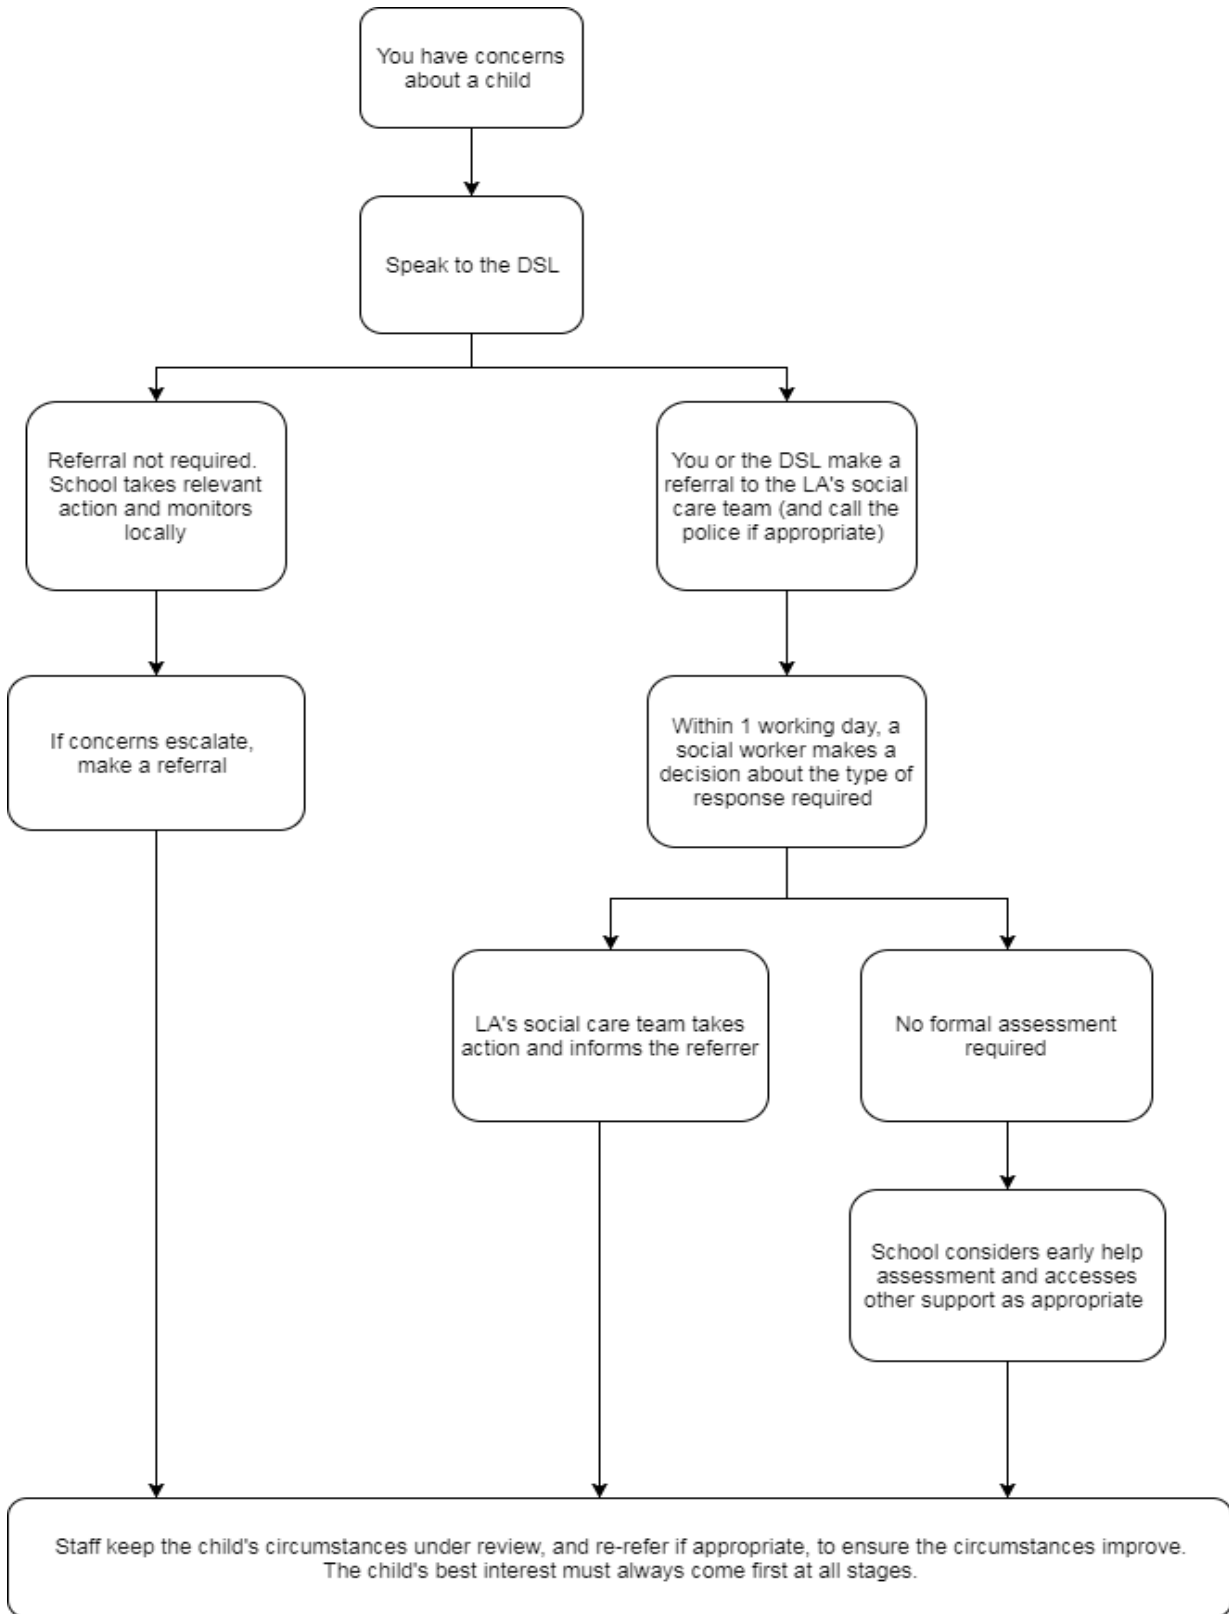 You have concerns
about a child
Speak to the DSL
Referral not required.
School takes relevant
action and monitors
locally
You or the DSL make a
referral to the LA's social
care team (and call the
police if appropriate)
If concerns escalate,
make a referral
Within 1 working day, a
social worker makes a
decision about the type of
response required
LA's social care team takes
action and informs the referrer
No formal assessment
required
School considers early help
assessment and accesses
other support as appropriate
Staff keep the child's circumstances under review, and re-refer if appropriate, to ensure the circumstances improve.
The child's best interest must always come first at all stages.